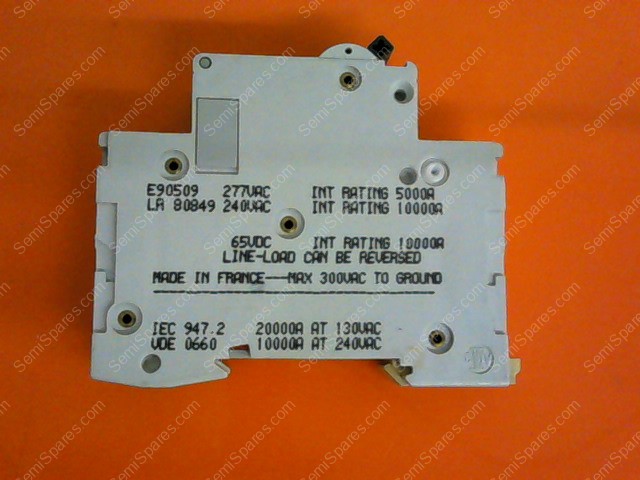 E90509 277VAC INT RATING 5000A
LR 80849 240VAC INT RATING 10000A
65VDC INT RATING 10000A
LINE-LOAD CAN BE REVERSED
MADE IN FRANCE---MAX 300VAC TO GROUND
IEC 947.2 20000A AT 130VAC
VDE 0660 10000A AT 240VAC
SemiSpares.com